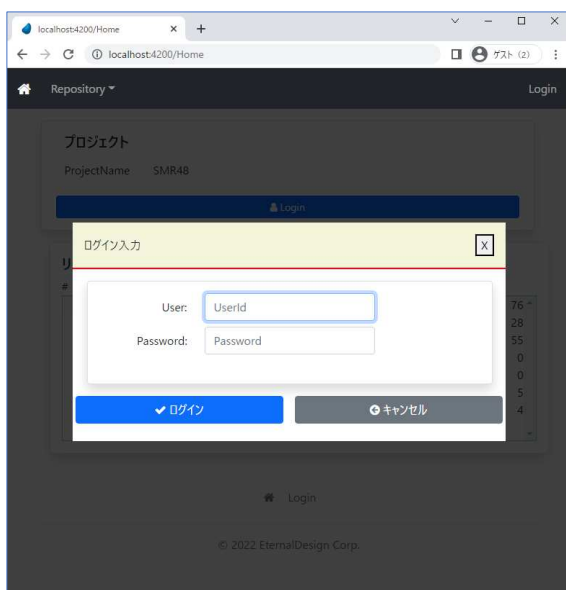 localhost:4200/Home
localhost:4200/Home
ゲスト (2)
Repository
Login
プロジェクト
ProjectName SMR48
Login
ログイン入力
X
リ
#
User: UserId
Password: Password
76
28
55
0
0
5
4
ログイン
キャンセル
Login
© 2022 EternalDesign Corp.